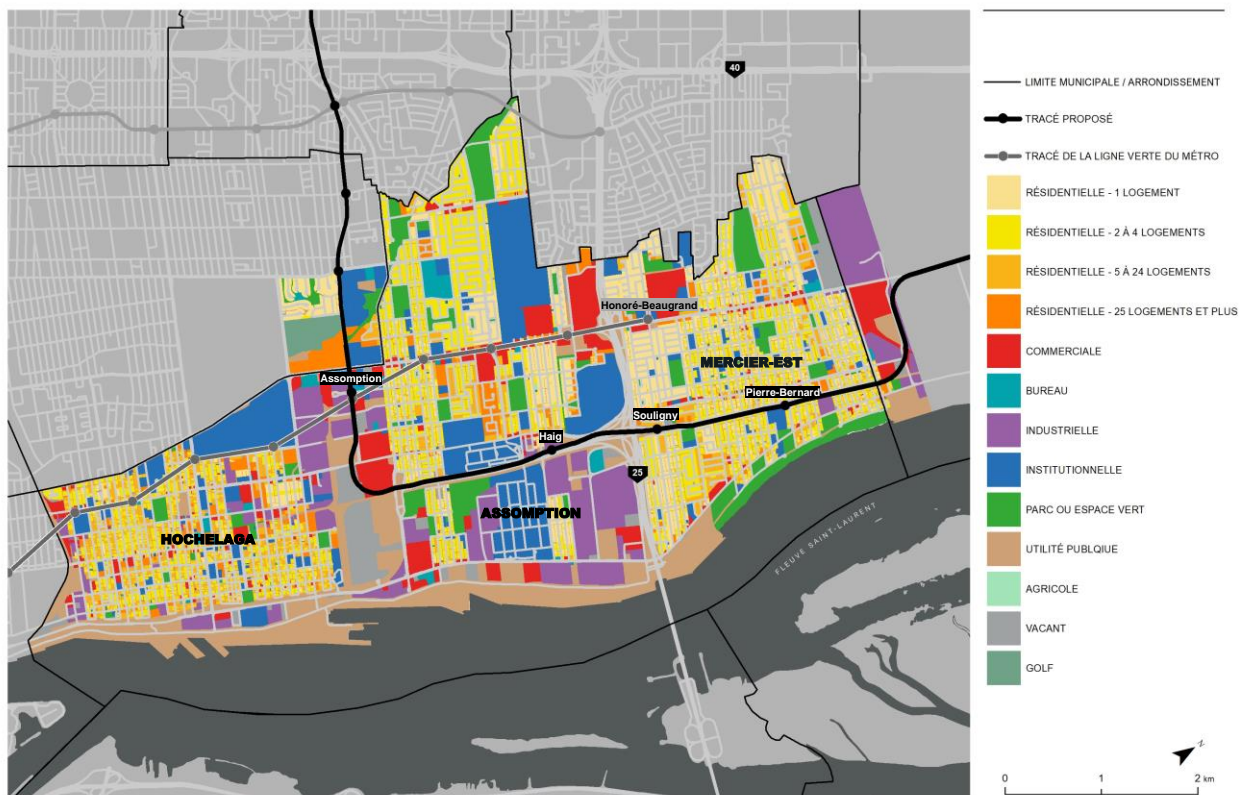 40
Honoré-Beaugrand
MERCIER-EST
Assomption
Pierre-Bernard
Souligny
Haig
25
ASSOMPTION
HOCHELAGA
FLEUVE SAINT-LAURENT
LIMITE MUNICIPALE / ARRONDISSEMENT
TRACÉ PROPOSÉ
TRACÉ DE LA LIGNE VERTE DU MÉTRO
RÉSIDENTIELLE - 1 LOGEMENT
RÉSIDENTIELLE - 2 À 4 LOGEMENTS
RÉSIDENTIELLE - 5 À 24 LOGEMENTS
RÉSIDENTIELLE - 25 LOGEMENTS ET PLUS
COMMERCIALE
BUREAU
INDUSTRIELLE
INSTITUTIONNELLE
PARC OU ESPACE VERT
UTILITÉ PUBLQIUE
AGRICOLE
VACANT
GOLF
N
0 1 2 km